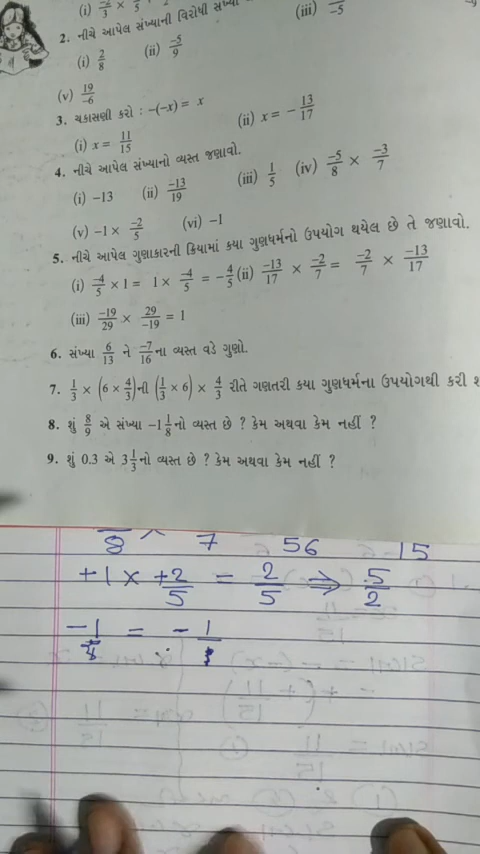 (i) 2/3 × /5
(iii) /-5
2. નીચે આપેલ સંખ્યાની વિરોધી સંખ્યા
(i) 2/8 (ii) -5/9
(v) 19/-6
3. ચકાસણી કરો : -(-x) = x
(i) x = 11/15 (ii) x = - 13/17
4. નીચે આપેલ સંખ્યાનો વ્યસ્ત જણાવો.
(i) -13 (ii) -13/19 (iii) 1/5 (iv) -5/8 × -3/7
(v) -1 × -2/5 (vi) -1
5. નીચે આપેલ ગુણાકારની ક્રિયામાં કયા ગુણધર્મનો ઉપયોગ થયેલ છે તે જણાવો.
(i) -4/5 × 1 = 1 × -4/5 = - 4/5 (ii) -13/17 × -2/7 = -2/7 × -13/17
(iii) -19/29 × 29/-19 = 1
6. સંખ્યા 6/13 ને -7/16 ના વ્યસ્ત વડે ગુણો.
7. 1/3 × (6 × 4/3) ની (1/3 × 6) × 4/3 રીતે ગણતરી કયા ગુણધર્મના ઉપયોગથી કરી
8. શું 8/9 એ સંખ્યા -1 1/8 નો વ્યસ્ત છે ? કેમ અથવા કેમ નહીં ?
9. શું 0.3 એ 3 1/3 નો વ્યસ્ત છે ? કેમ અથવા કેમ નહીં ?
8 7 56 15
+1 × +2/5 = 2/5 ⇒ 5/2
-1 = - 1